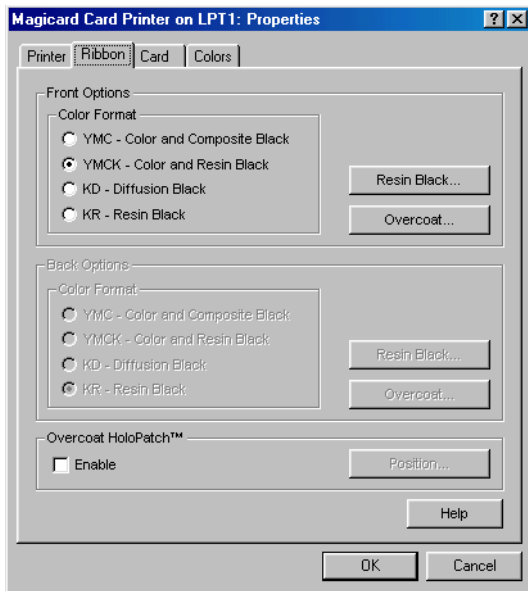 Magicard Card Printer on LPT1: Properties
Printer Ribbon Card Colors
Front Options
Color Format
YMC - Color and Composite Black
YMCK - Color and Resin Black
KD - Diffusion Black
KR - Resin Black
Resin Black...
Overcoat...
Back Options
Color Format
YMC - Color and Composite Black
YMCK - Color and Resin Black
KD - Diffusion Black
KR - Resin Black
Resin Black...
Overcoat...
Overcoat HoloPatch™
Enable
Position...
Help
OK Cancel